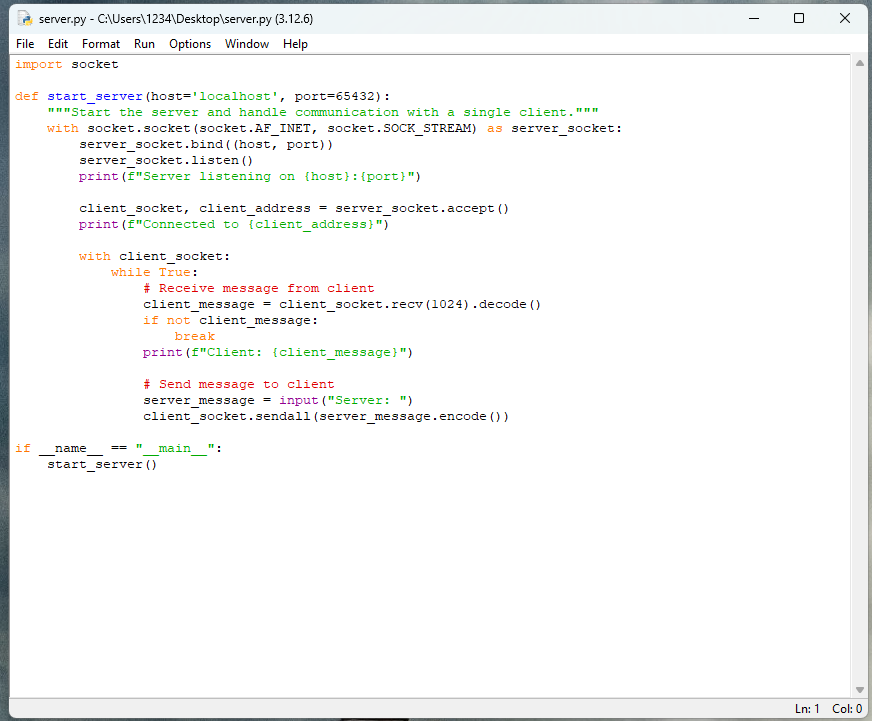 server.py - C:\Users\1234\Desktop\server.py (3.12.6)
File Edit Format Run Options Window Help
import socket

def start_server(host='localhost', port=65432):
    """Start the server and handle communication with a single client."""
    with socket.socket(socket.AF_INET, socket.SOCK_STREAM) as server_socket:
        server_socket.bind((host, port))
        server_socket.listen()
        print(f"Server listening on {host}:{port}")

        client_socket, client_address = server_socket.accept()
        print(f"Connected to {client_address}")

        with client_socket:
            while True:
                # Receive message from client
                client_message = client_socket.recv(1024).decode()
                if not client_message:
                    break
                print(f"Client: {client_message}")

                # Send message to client
                server_message = input("Server: ")
                client_socket.sendall(server_message.encode())

if __name__ == "__main__":
    start_server()
Ln: 1 Col: 0